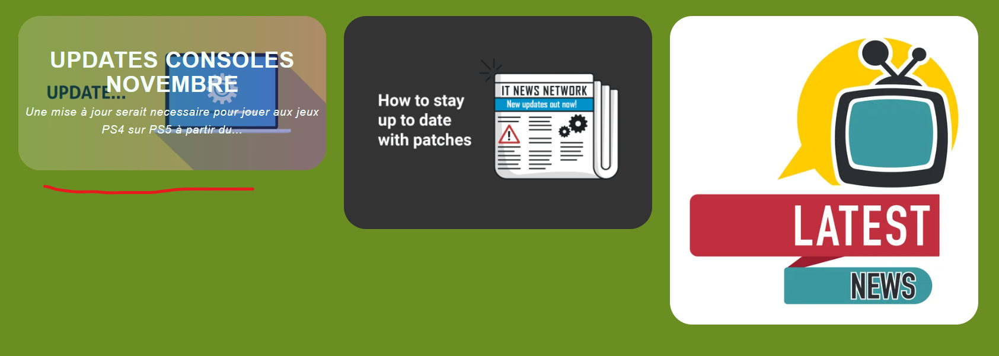 UPDATES CONSOLES
NOVEMBRE
UPDATE...
Une mise à jour serait necessaire pour jouer aux jeux
PS4 sur PS5 à partir du...
How to stay
up to date
with patches
IT NEWS NETWORK
New updates out now!
!
LATEST
NEWS